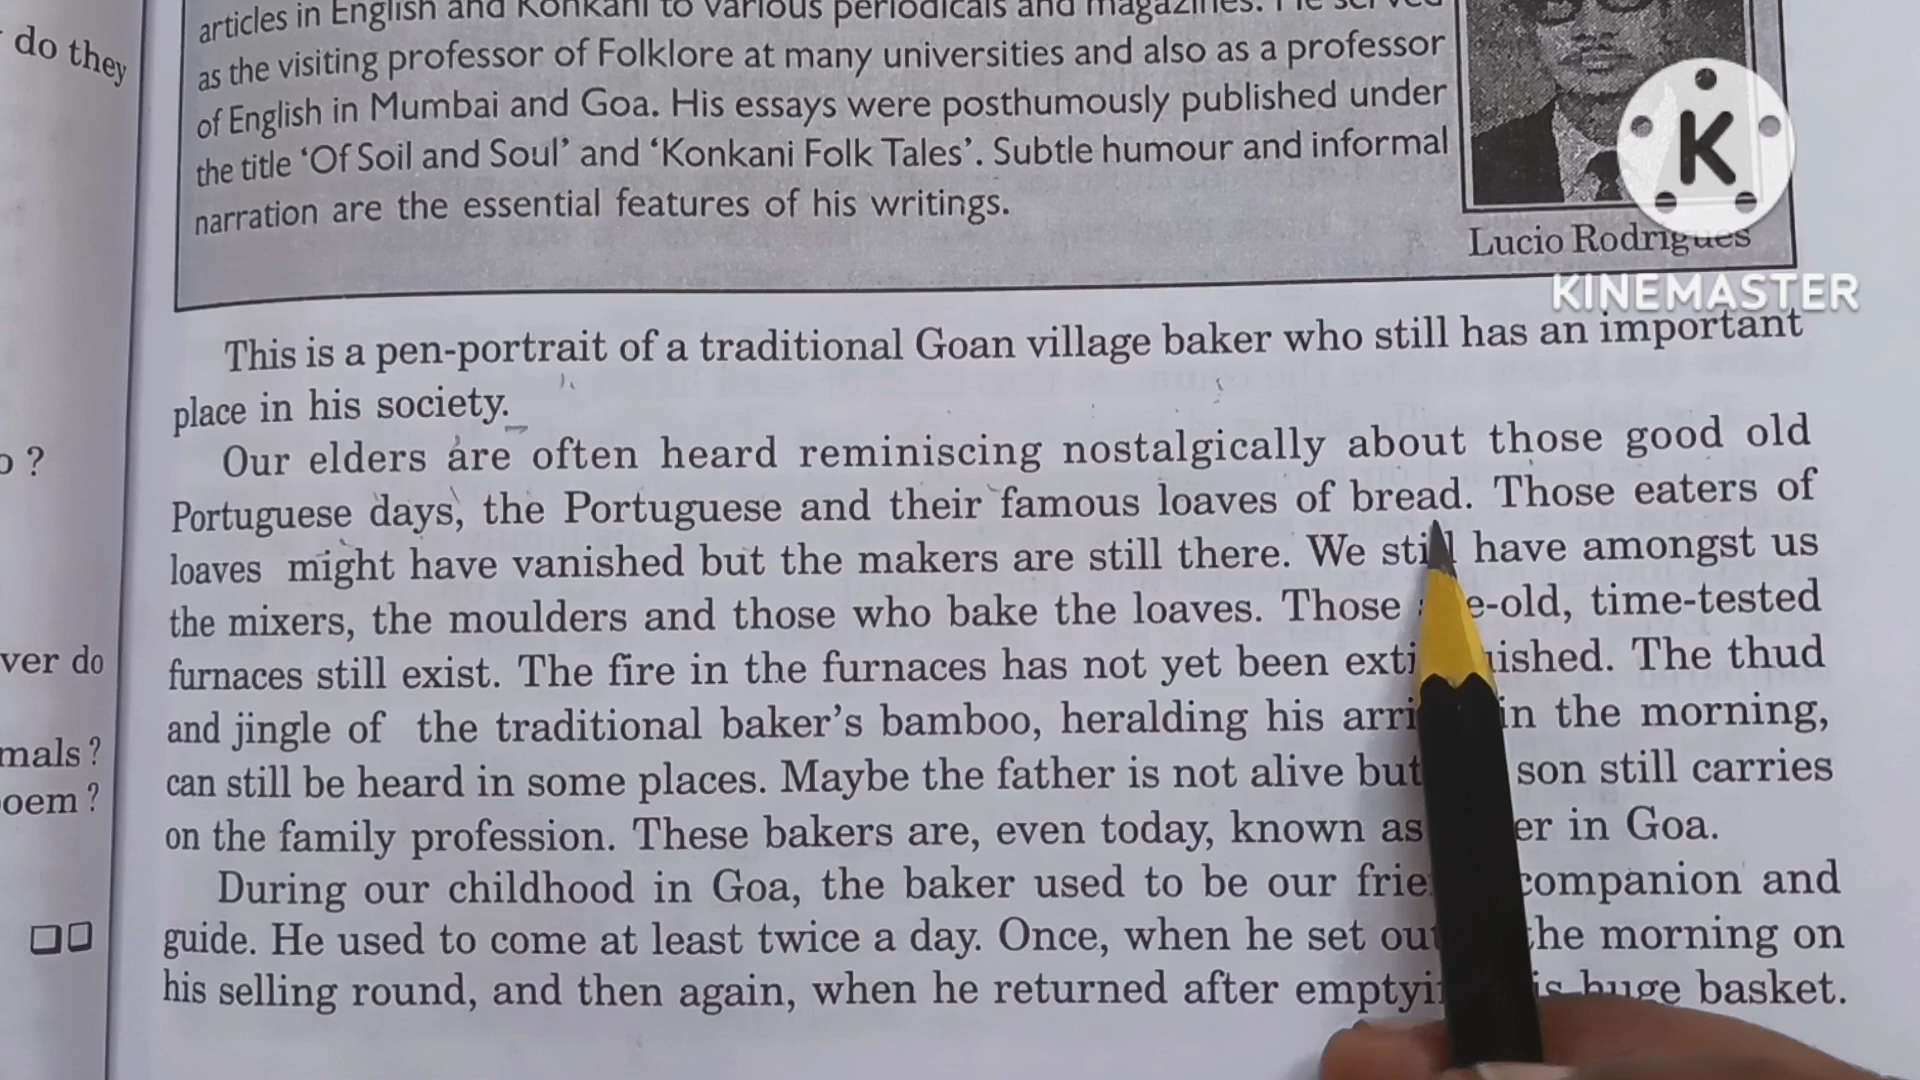 do they
articles in English and Konkani to various periodicals and magazines. He served
as the visiting professor of Folklore at many universities and also as a professor
of English in Mumbai and Goa. His essays were posthumously published under
the title ‘Of Soil and Soul’ and ‘Konkani Folk Tales’. Subtle humour and informal
narration are the essential features of his writings.
K
Lucio Rodrigues
KINEMASTER
This is a pen-portrait of a traditional Goan village baker who still has an important
place in his society.
Our elders are often heard reminiscing nostalgically about those good old
Portuguese days, the Portuguese and their famous loaves of bread. Those eaters of
loaves might have vanished but the makers are still there. We still have amongst us
the mixers, the moulders and those who bake the loaves. Those e-old, time-tested
furnaces still exist. The fire in the furnaces has not yet been exti uished. The thud
and jingle of the traditional baker’s bamboo, heralding his arri in the morning,
can still be heard in some places. Maybe the father is not alive but son still carries
on the family profession. These bakers are, even today, known as er in Goa.
During our childhood in Goa, the baker used to be our frie companion and
guide. He used to come at least twice a day. Once, when he set out the morning on
his selling round, and then again, when he returned after emptyi is huge basket.
o ?
ver do
mals ?
oem ?